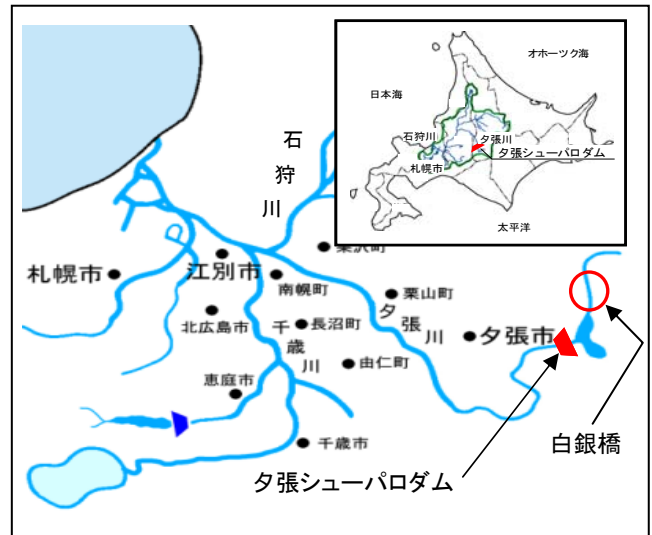 オホーツク海
日本海
石狩川
夕張川
夕張シューパロダム
札幌市
太平洋
石狩川
栗沢町
札幌市
江別市
南幌町
栗山町
北広島市
千歳川
長沼町
夕張川
夕張市
由仁町
恵庭市
千歳市
白銀橋
夕張シューパロダム